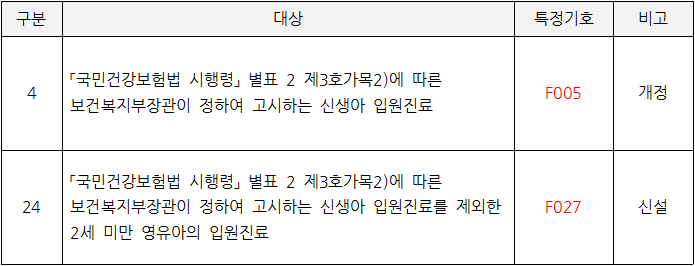 구분 대상 특정기호 비고
「국민건강보험법 시행령」 별표 2 제3호가목2)에 따른
4 보건복지부장관이 정하여 고시하는 신생아 입원진료 F005 개정
「국민건강보험법 시행령」 별표 2 제3호가목2)에 따른
24 보건복지부장관이 정하여 고시하는 신생아 입원진료를 제외한 F027 신설
2세 미만 영유아의 입원진료